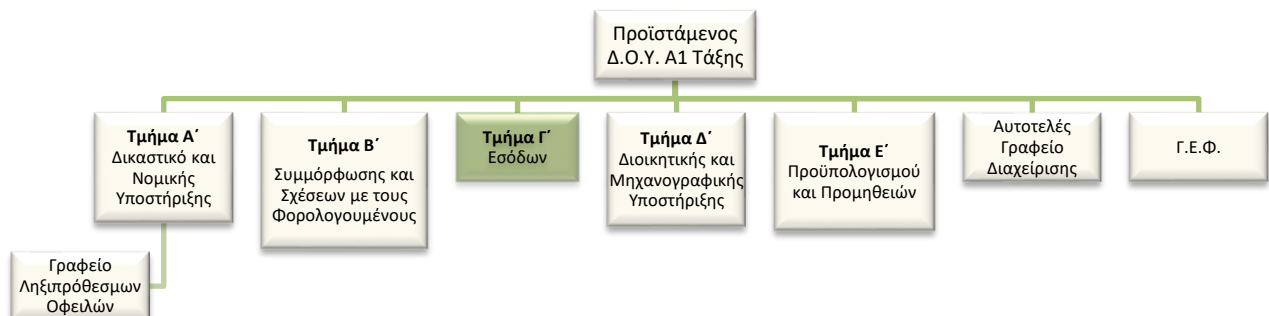 Προϊστάμενος
Δ.Ο.Υ. Α1 Τάξης
Τμήμα Α΄
Δικαστικό και
Νομικής
Υποστήριξης
Τμήμα Β΄
Συμμόρφωσης και
Σχέσεων με τους
Φορολογουμένους
Τμήμα Γ΄
Εσόδων
Τμήμα Δ΄
Διοικητικής και
Μηχανογραφικής
Υποστήριξης
Τμήμα Ε΄
Προϋπολογισμού
και Προμηθειών
Αυτοτελές
Γραφείο
Διαχείρισης
Γ.Ε.Φ.
Γραφείο
Ληξιπρόθεσμων
Οφειλών